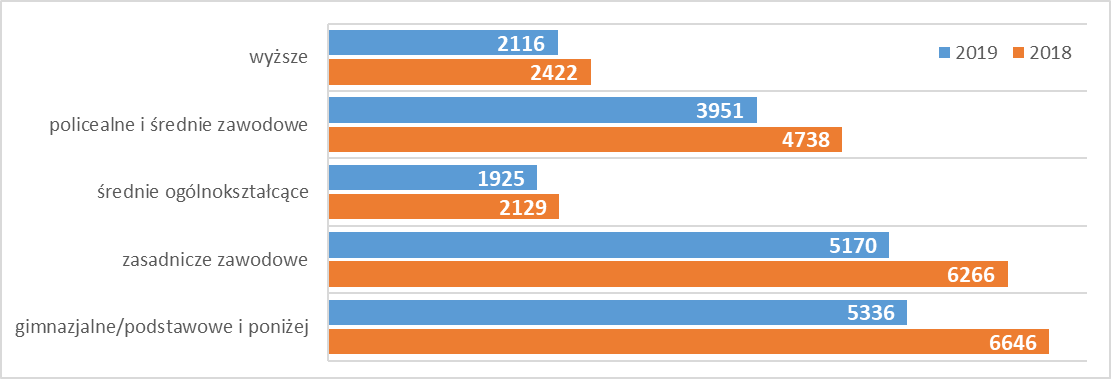 wyższe
2116
2422
2019 2018
policealne i średnie zawodowe
3951
4738
średnie ogólnokształcące
1925
2129
zasadnicze zawodowe
5170
6266
gimnazjalne/podstawowe i poniżej
5336
6646